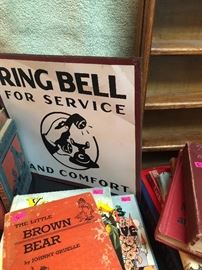 RING BELL
FOR SERVICE
AND COMFORT
THE LITTLE
BROWN
BEAR
by JOHNNY GRUELLE